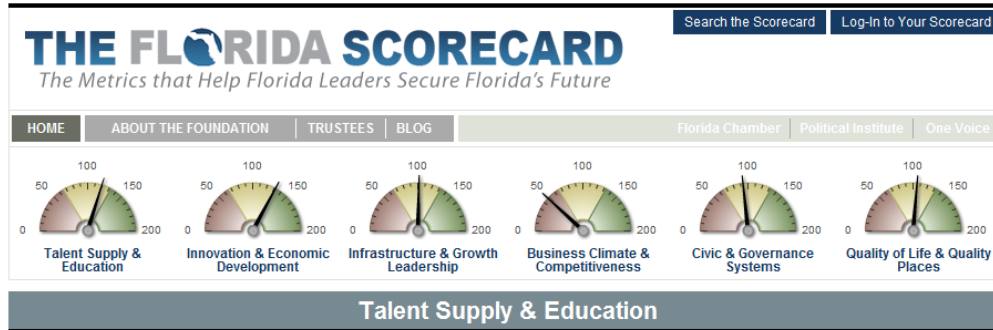 Search the Scorecard Log-In to Your Scorecard
THE FLORIDA SCORECARD
The Metrics that Help Florida Leaders Secure Florida's Future
HOME ABOUT THE FOUNDATION TRUSTEES BLOG Florida Chamber Political Institute One Voice
100 100 100 100 100 100
50 150 50 150 50 150 50 150 50 150 50 150
0 200 0 200 0 200 0 200 0 200 0 200
Talent Supply & Innovation & Economic Infrastructure & Growth Business Climate & Civic & Governance Quality of Life & Quality
Education Development Leadership Competitiveness Systems Places
Talent Supply & Education